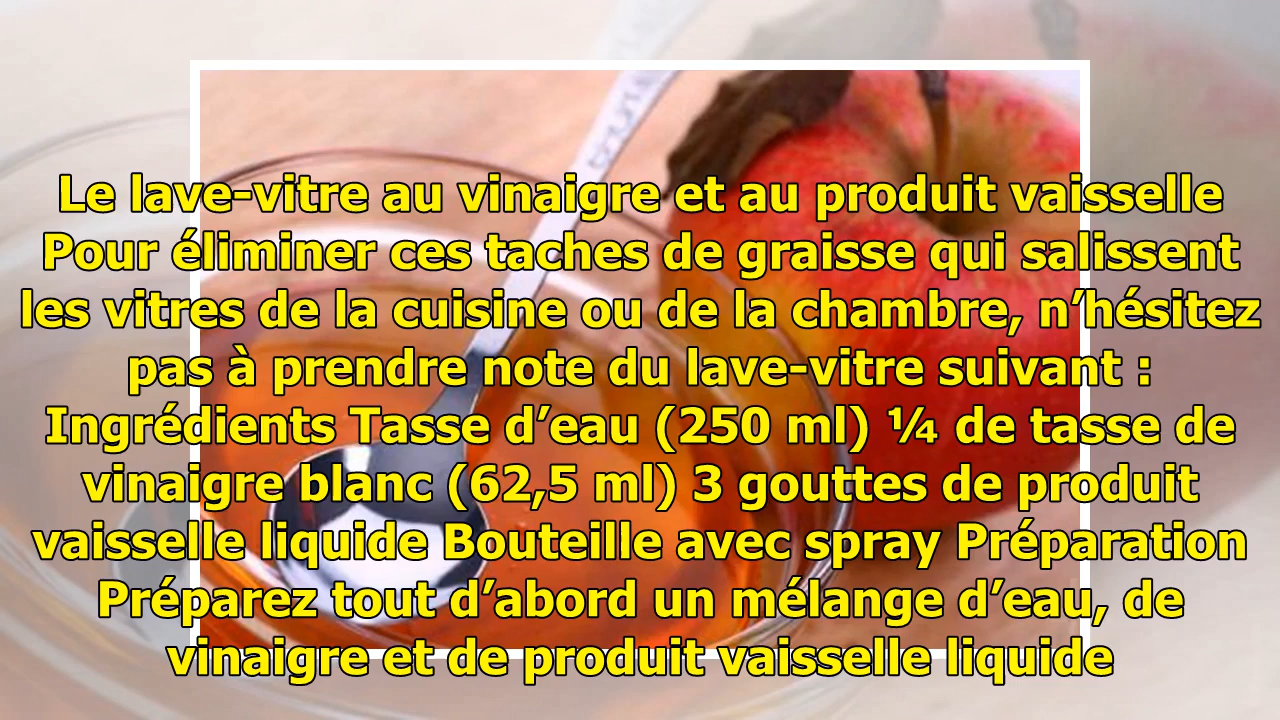 Le lave-vitre au vinaigre et au produit vaisselle
Pour éliminer ces taches de graisse qui salissent
les vitres de la cuisine ou de la chambre, n’hésitez
pas à prendre note du lave-vitre suivant :
Ingrédients Tasse d’eau (250 ml) ¼ de tasse de
vinaigre blanc (62,5 ml) 3 gouttes de produit
vaisselle liquide Bouteille avec spray Préparation
Préparez tout d’abord un mélange d’eau, de
vinaigre et de produit vaisselle liquide